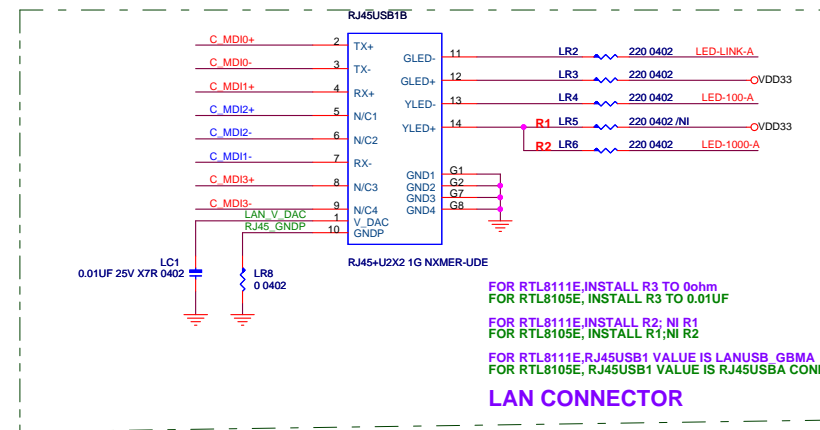 RJ45USB1B
C_MDI0+ 2 TX+
C_MDI0- 3 TX-
C_MDI1+ 4 RX+
C_MDI2+ 5 N/C1
C_MDI2- 6 N/C2
C_MDI1- 7 RX-
C_MDI3+ 8 N/C3
C_MDI3- 9 N/C4
LAN_V_DAC 1 V_DAC
RJ45_GNDP 10 GNDP
GLED- 11 LR2 220 0402 LED-LINK-A
GLED+ 12 LR3 220 0402 VDD33
YLED- 13 LR4 220 0402 LED-100-A
YLED+ 14 R1 LR5 220 0402 /NI VDD33
R2 LR6 220 0402 LED-1000-A
GND1 G1
GND2 G2
GND3 G7
GND4 G8
LC1
0.01UF 25V X7R 0402
LR8
0 0402
RJ45+U2X2 1G NXMER-UDE
FOR RTL8111E,INSTALL R3 TO 0ohm
FOR RTL8105E, INSTALL R3 TO 0.01UF
FOR RTL8111E,INSTALL R2; NI R1
FOR RTL8105E, INSTALL R1;NI R2
FOR RTL8111E,RJ45USB1 VALUE IS LANUSB_GBMA
FOR RTL8105E, RJ45USB1 VALUE IS RJ45USBA
LAN CONNECTOR